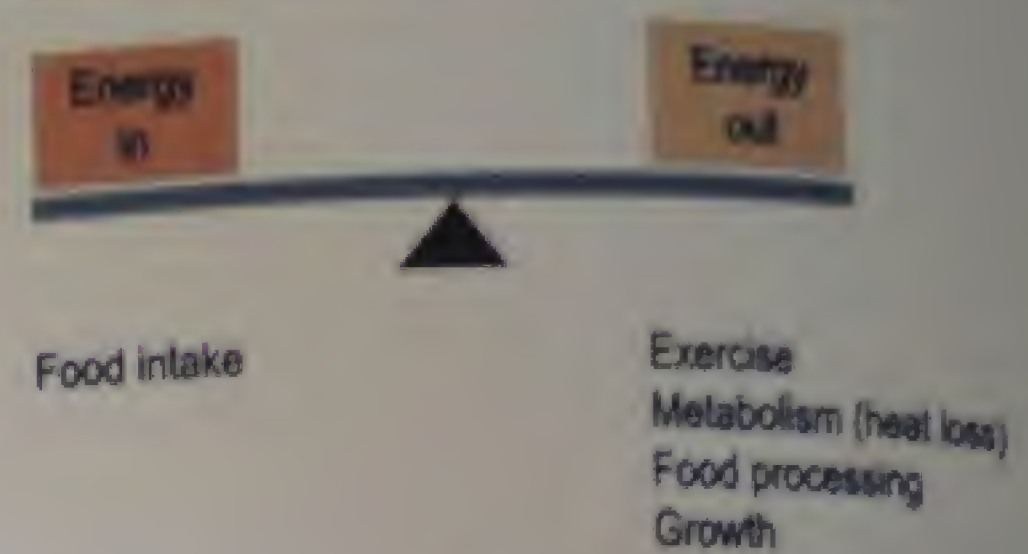 Energy
in
Energy
out
Food intake
Exercise
Metabolism (heat loss)
Food processing
Growth